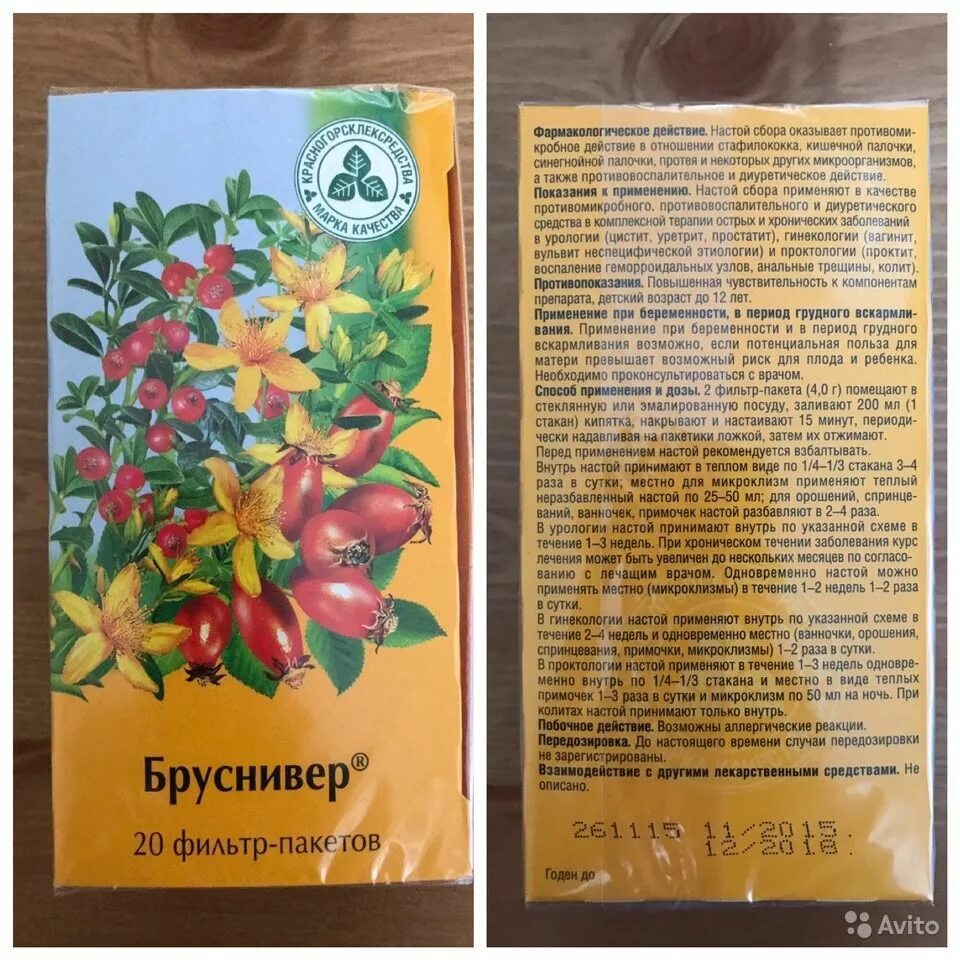 КРАСНОГОРСКЛЕКСРЕДСТВА
МАРКА КАЧЕСТВА
Бруснивер®
20 фильтр-пакетов
Фармакологическое действие. Настой сбора оказывает противоми-
кробное действие в отношении стафилококка, кишечной палочки,
синегнойной палочки, протея и некоторых других микроорганизмов,
а также противовоспалительное и диуретическое действие.
Показания к применению. Настой сбора применяют в качестве
противомикробного, противовоспалительного и диуретического
средства в комплексной терапии острых и хронических заболеваний
в урологии (цистит, уретрит, простатит), гинекологии (вагинит,
вульвит неспецифической этиологии) и проктологии (проктит,
воспаление геморроидальных узлов, анальные трещины, колит).
Противопоказания. Повышенная чувствительность к компонентам
препарата, детский возраст до 12 лет.
Применение при беременности, в период грудного вскармли-
вания. Применение при беременности и в период грудного
вскармливания возможно, если потенциальная польза для
матери превышает возможный риск для плода и ребенка.
Необходимо проконсультироваться с врачом.
Способ применения и дозы. 2 фильтр-пакета (4,0 г) помещают в
стеклянную или эмалированную посуду, заливают 200 мл (1
стакан) кипятка, накрывают и настаивают 15 минут, периоди-
чески надавливая на пакетики ложкой, затем их отжимают.
Перед применением настой рекомендуется взбалтывать.
Внутрь настой принимают в теплом виде по 1/4–1/3 стакана 3–4
раза в сутки; местно для микроклизм применяют теплый
неразбавленный настой по 25–50 мл; для орошений, спринце-
ваний, ванночек, примочек настой разбавляют в 2–4 раза.
В урологии настой принимают внутрь по указанной схеме в
течение 1–3 недель. При хроническом течении заболевания курс
лечения может быть увеличен до нескольких месяцев по согласо-
ванию с лечащим врачом. Одновременно настой можно
применять местно (микроклизмы) в течение 1–2 недель 1–2 раза
в сутки.
В гинекологии настой применяют внутрь по указанной схеме в
течение 2–4 недель и одновременно местно (ванночки, орошения,
спринцевания, примочки, микроклизмы) 1–2 раза в сутки.
В проктологии настой применяют в течение 1–3 недель одновре-
менно внутрь по 1/4–1/3 стакана и местно в виде теплых
примочек 1–3 раза в сутки и микроклизм по 50 мл на ночь. При
колитах настой принимают только внутрь.
Побочное действие. Возможны аллергические реакции.
Передозировка. До настоящего времени случаи передозировки
не зарегистрированы.
Взаимодействие с другими лекарственными средствами. Не
описано.
261115 11/2015.
12/2018.
Годен до
Avito